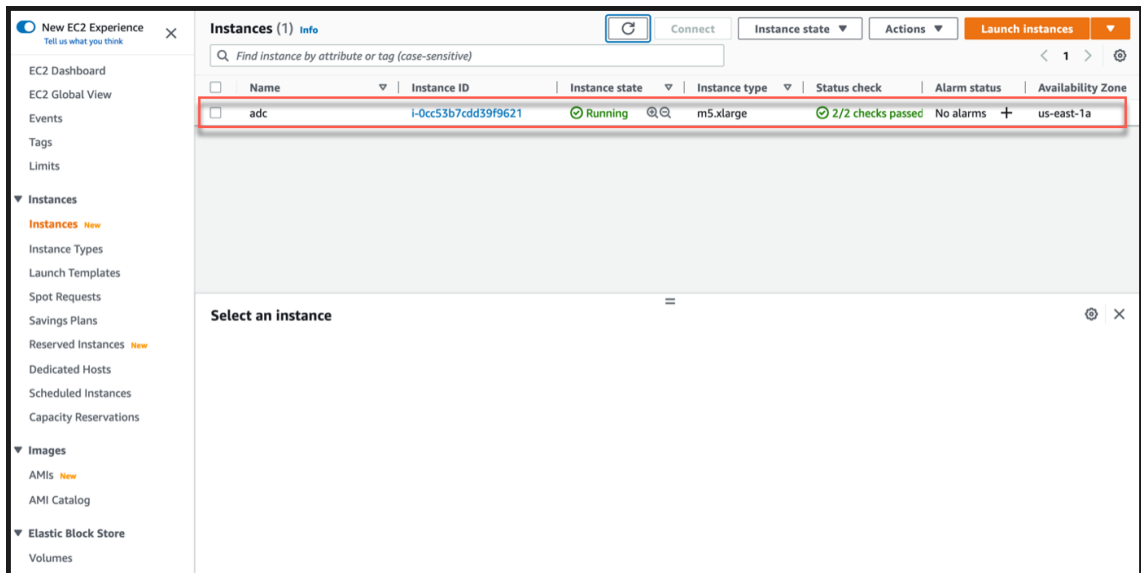 New EC2 Experience
Tell us what you think
EC2 Dashboard
EC2 Global View
Events
Tags
Limits
Instances
Instances New
Instance Types
Launch Templates
Spot Requests
Savings Plans
Reserved Instances New
Dedicated Hosts
Scheduled Instances
Capacity Reservations
Images
AMIs New
AMI Catalog
Elastic Block Store
Volumes
Instances (1) Info
Connect
Instance state
Actions
Launch instances
Find instance by attribute or tag (case-sensitive)
1
Name Instance ID Instance state Instance type Status check Alarm status Availability Zone
adc i-0cc53b7cdd39f9621 Running m5.xlarge 2/2 checks passed No alarms + us-east-1a
Select an instance